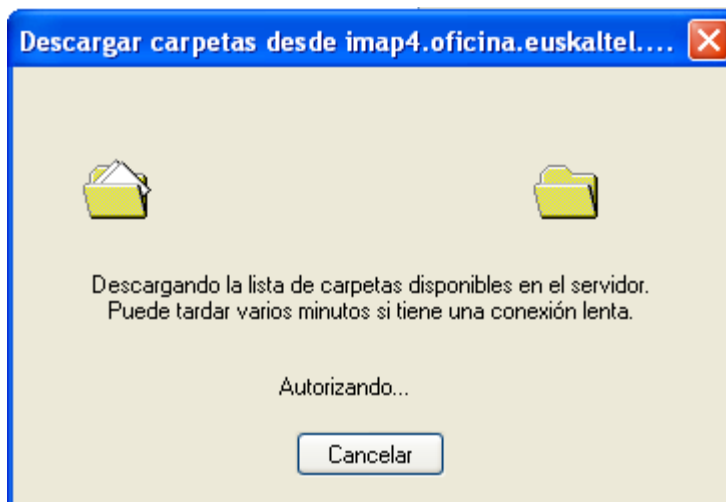 Descargar carpetas desde imap4.oficina.euskaltel....
Descargando la lista de carpetas disponibles en el servidor.
Puede tardar varios minutos si tiene una conexión lenta.
Autorizando...
Cancelar